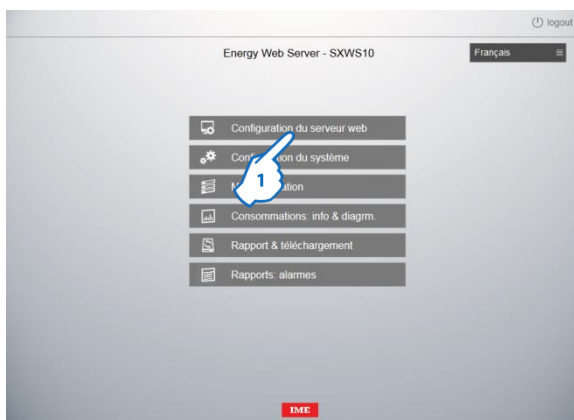 logout
Energy Web Server - SXWS10
Français
Configuration du serveur web
du système
1
Consommations: info & diagrm.
Rapport & téléchargement
Rapports: alarmes
IME